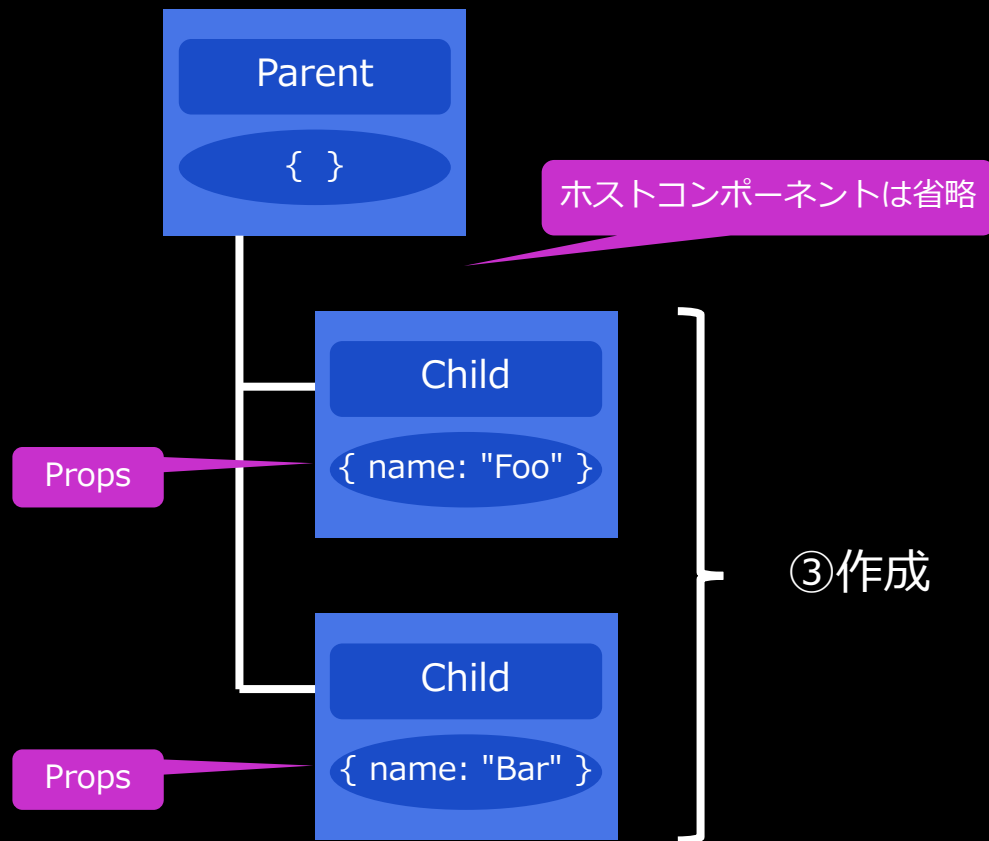 Parent
{ }
ホストコンポーネントは省略
Child
Props
{ name: "Foo" }
③作成
Child
Props
{ name: "Bar" }